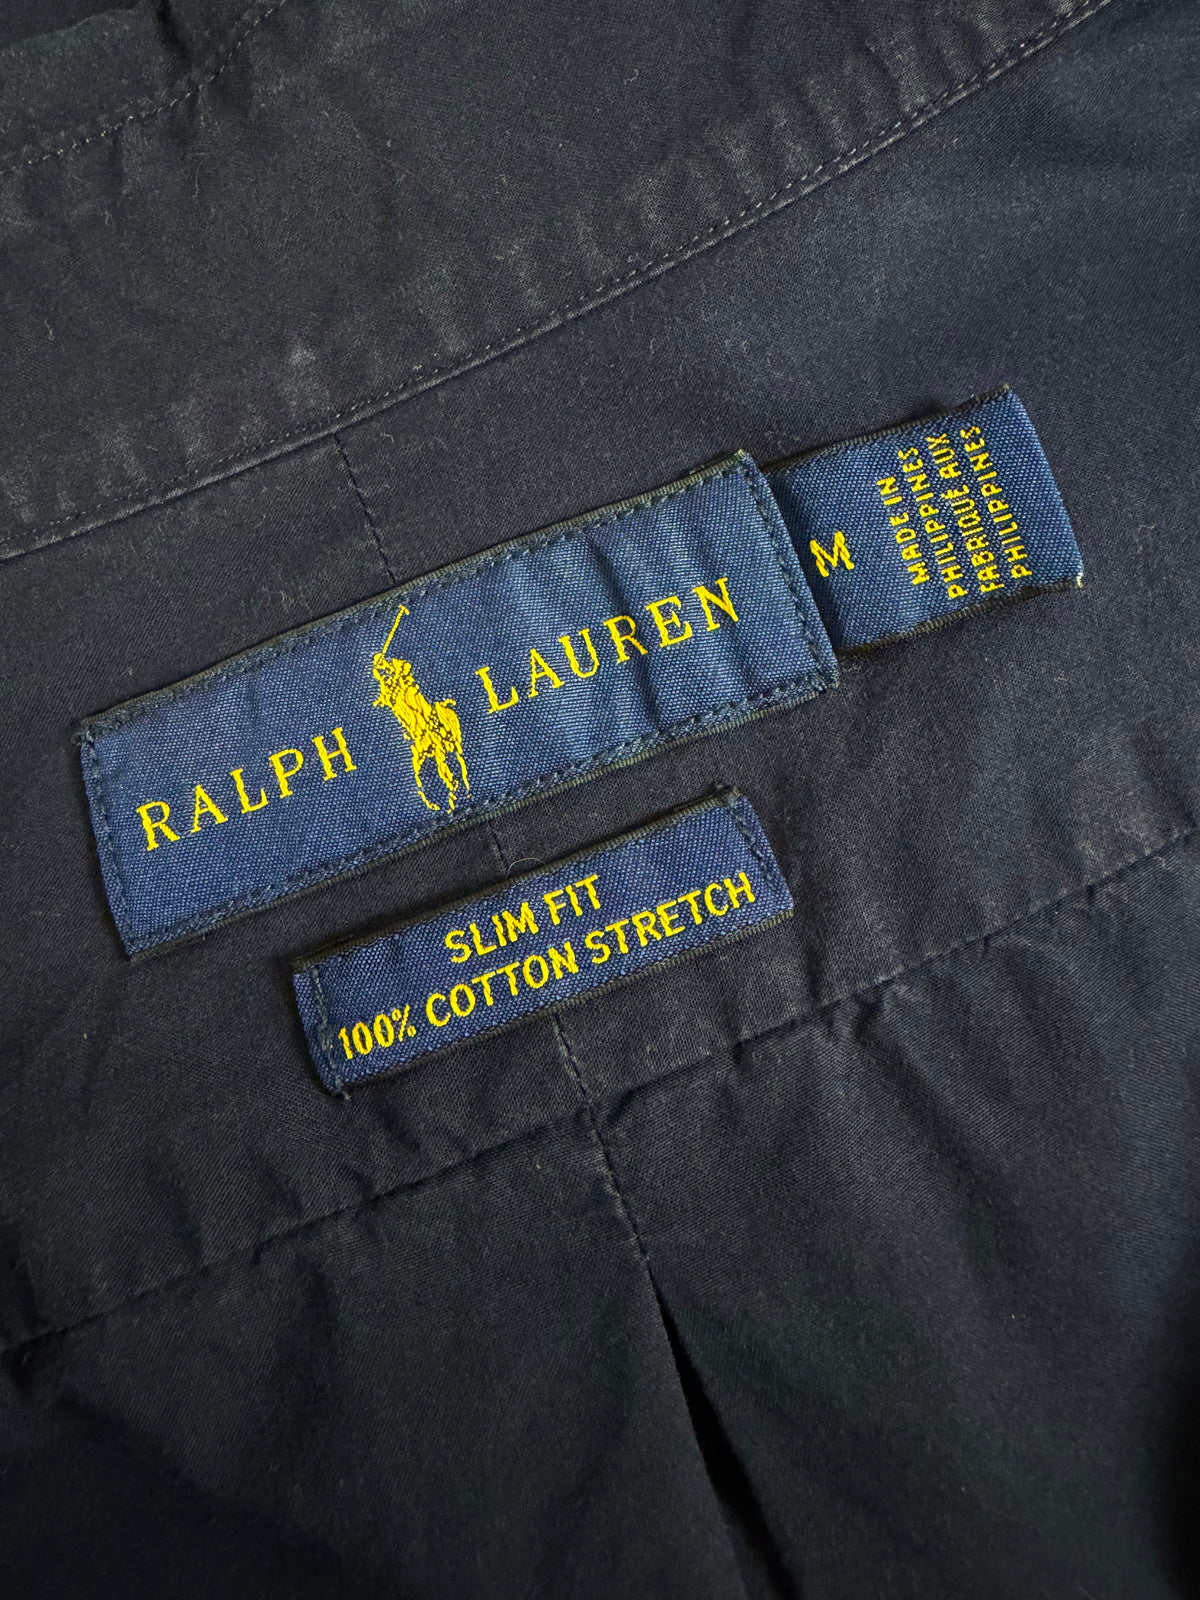 RALPH LAUREN
M
MADE IN
PHILIPPINES
FABRIQUÉ AUX
PHILIPPINES
SLIM FIT
100% COTTON STRETCH